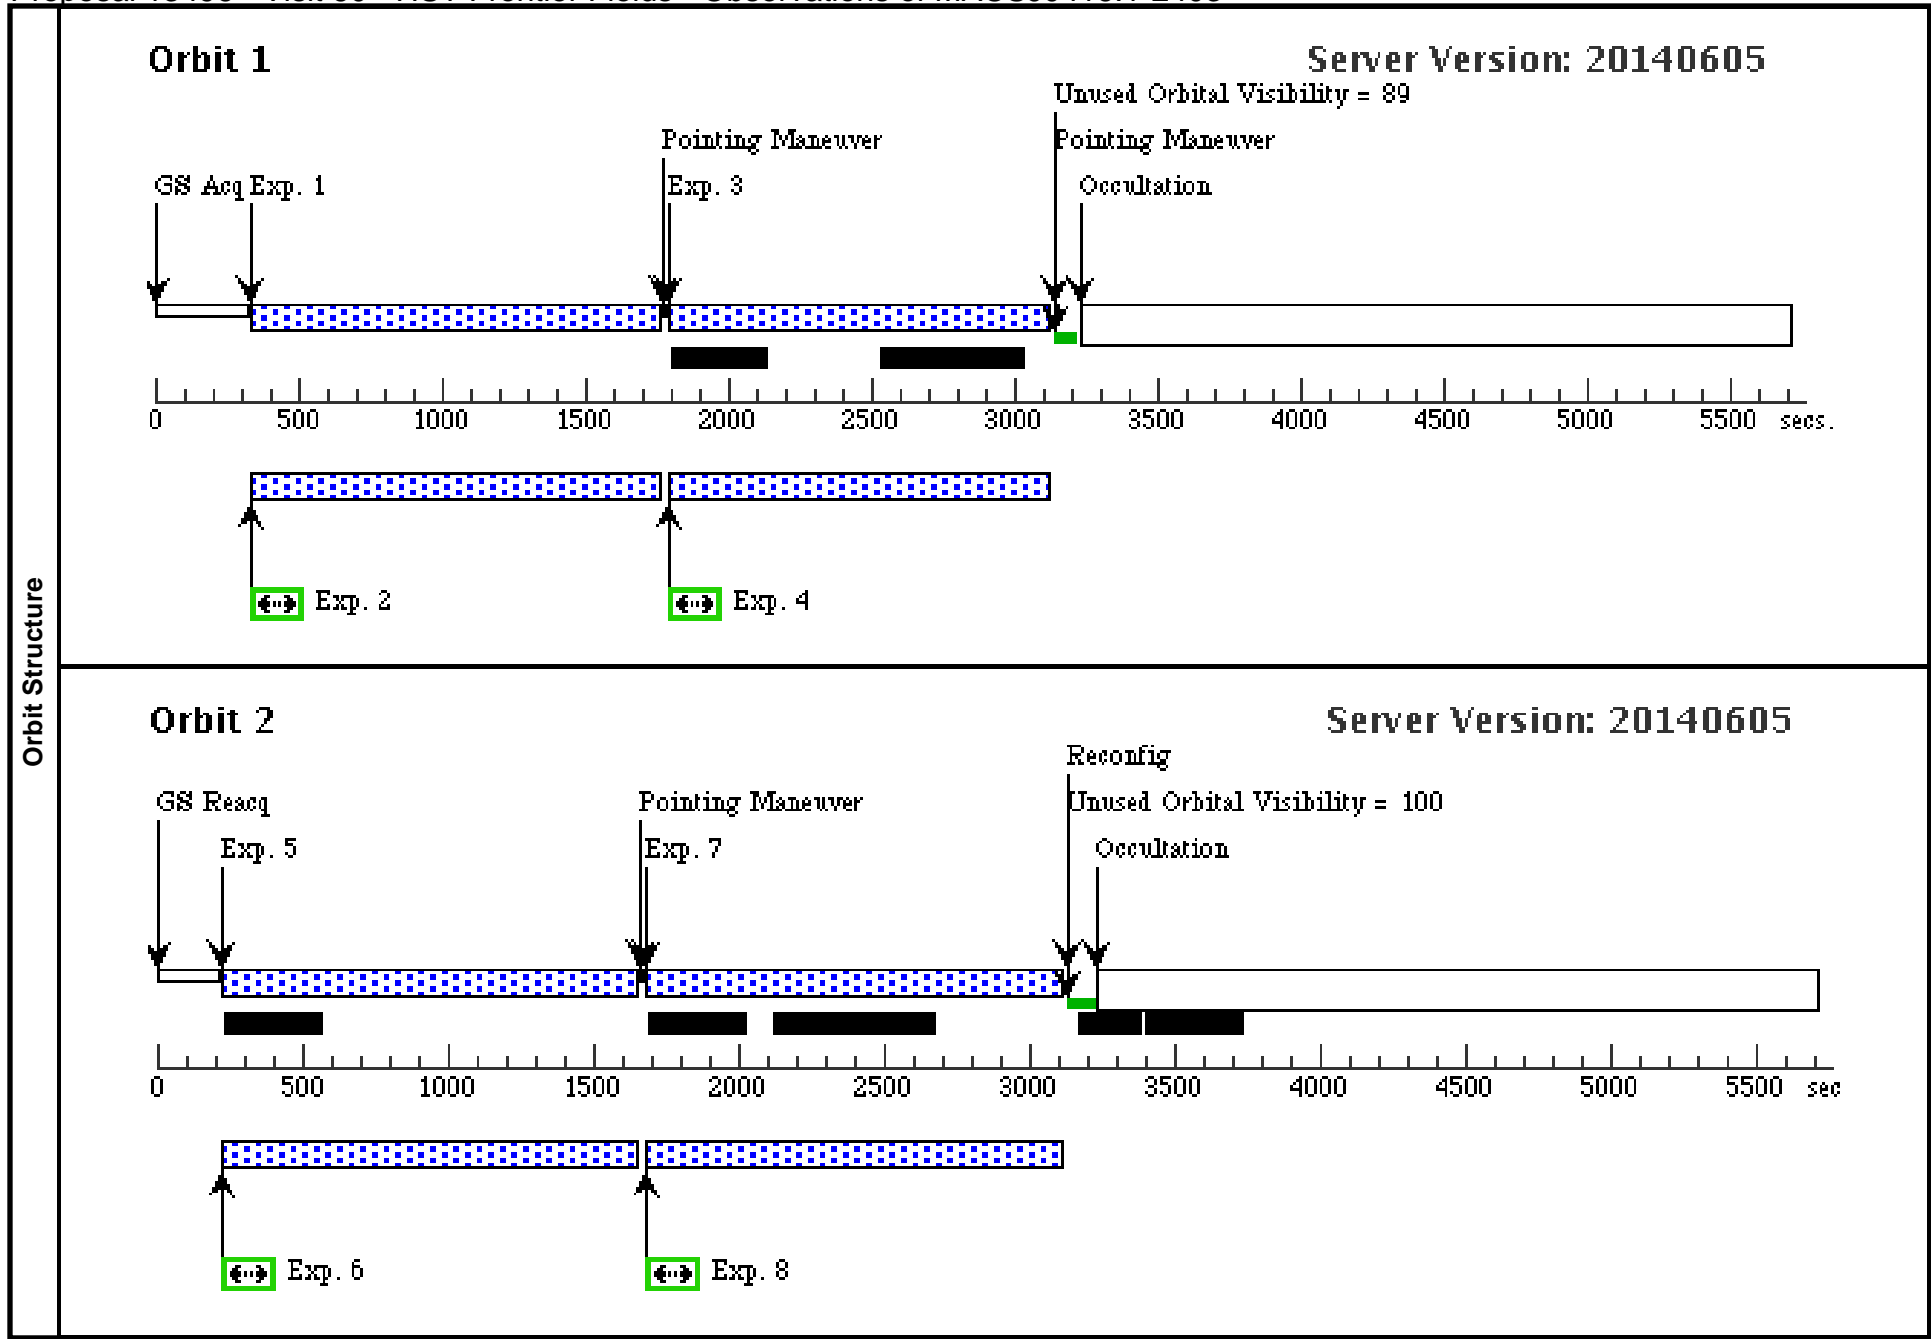 Orbit Structure
Orbit 1
Server Version: 20140605
Unused Orbital Visibility = 89
Pointing Maneuver
Pointing Maneuver
GS Acq
Exp. 1
Exp. 3
Occultation
0 500 1000 1500 2000 2500 3000 3500 4000 4500 5000 5500 secs.
Exp. 2
Exp. 4
Orbit 2
Server Version: 20140605
Reconfig
GS Reacq
Pointing Maneuver
Unused Orbital Visibility = 100
Exp. 5
Exp. 7
Occultation
0 500 1000 1500 2000 2500 3000 3500 4000 4500 5000 5500 sec
Exp. 6
Exp. 8